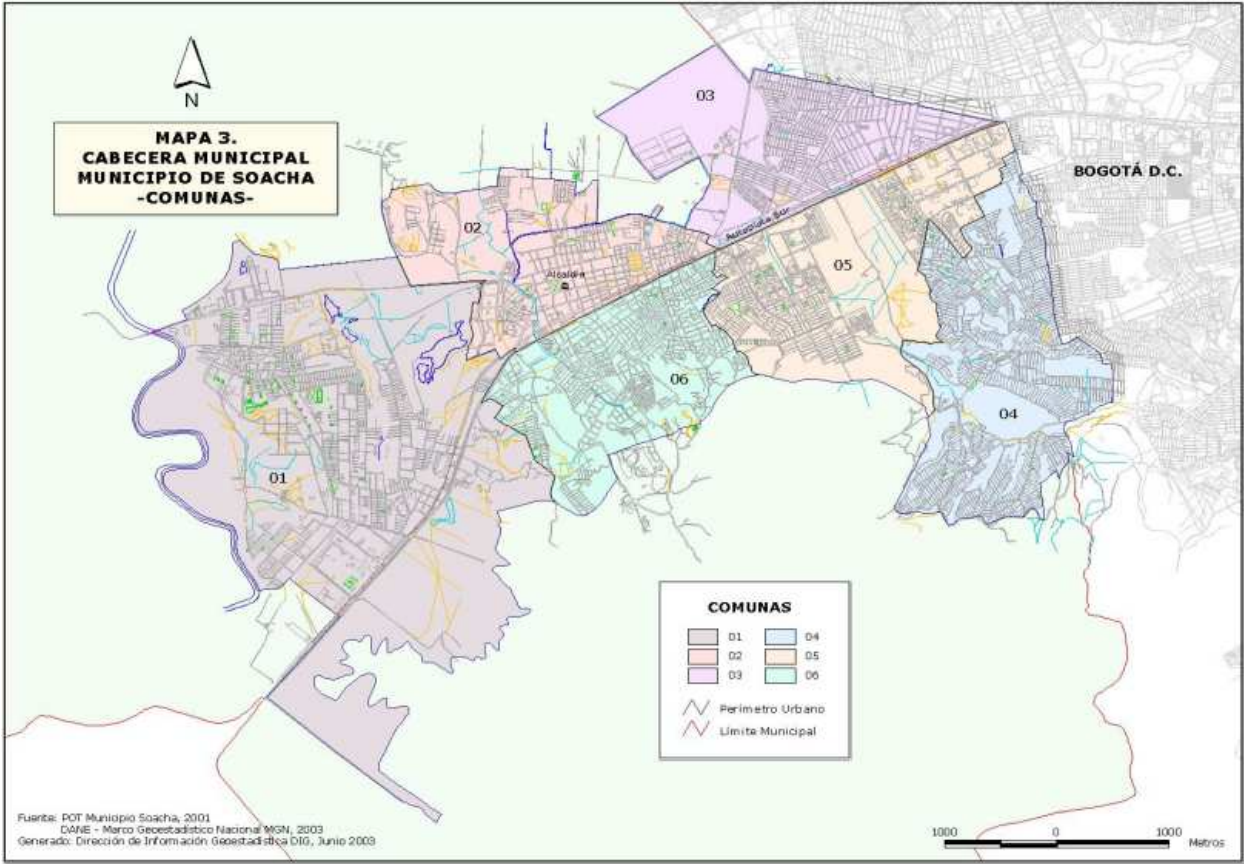 N
MAPA 3.
CABECERA MUNICIPAL
MUNICIPIO DE SOACHA
-COMUNAS-
BOGOTÁ D.C.
03
02
Autopista Sur
Alcaldía
05
06
04
01
COMUNAS
01 04
02 05
03 06
Perímetro Urbano
Límite Municipal
Fuente: POT Municipio Soacha, 2001
DANE - Marco Geoestadístico Nacional MGN, 2003
Generado: Dirección de Información Geoestadística DIG, Junio 2003
1000 0 1000
Metros